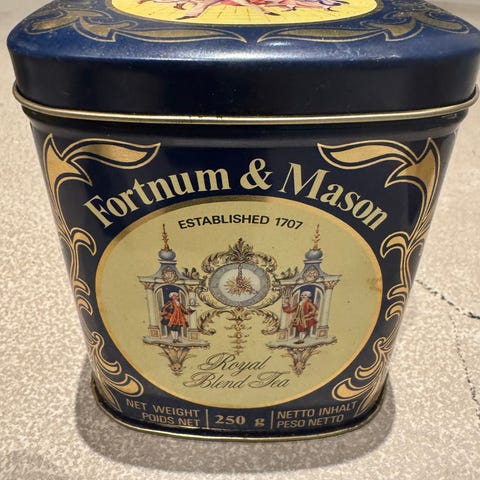 Fortnum & Mason
ESTABLISHED 1707
Royal
Blend Tea
NET WEIGHT
POIDS NET
250 g
NETTO INHALT
PESO NETTO